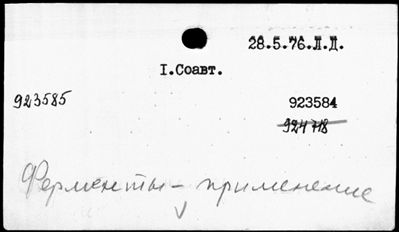 28.5.76.Л.Д.
I.Соавт.
923585 923584
924718
Ферменты - применение